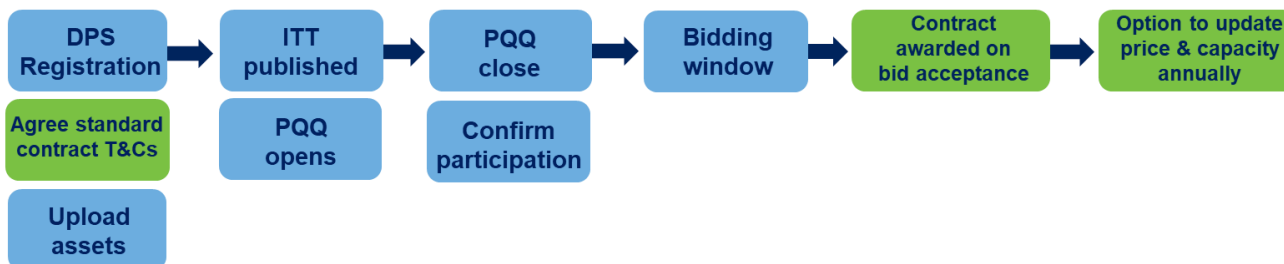 DPS
Registration
Agree standard
contract T&Cs
Upload
assets
ITT
published
PQQ
opens
PQQ
close
Confirm
participation
Bidding
window
Contract
awarded on
bid acceptance
Option to update
price & capacity
annually